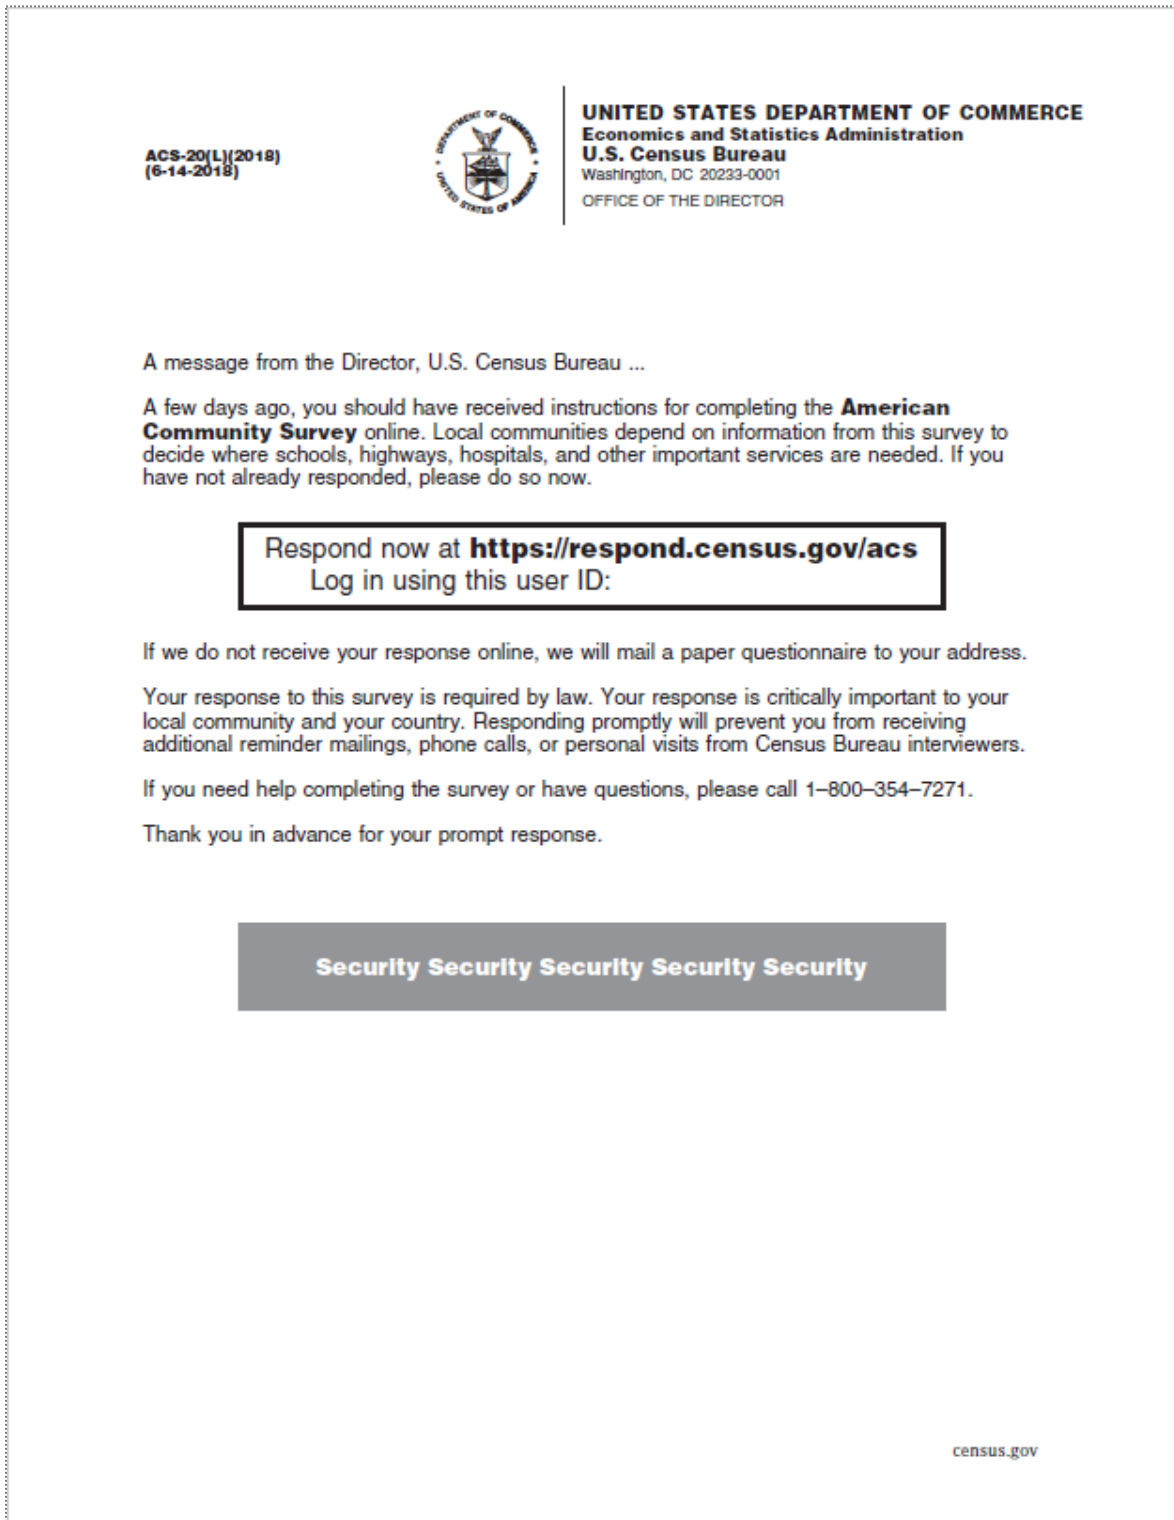 ACS-20(L)(2018)
(6-14-2018)
DEPARTMENT OF COMMERCE
UNITED STATES OF AMERICA
UNITED STATES DEPARTMENT OF COMMERCE
Economics and Statistics Administration
U.S. Census Bureau
Washington, DC 20233-0001
OFFICE OF THE DIRECTOR
A message from the Director, U.S. Census Bureau ...
A few days ago, you should have received instructions for completing the American
Community Survey online. Local communities depend on information from this survey to
decide where schools, highways, hospitals, and other important services are needed. If you
have not already responded, please do so now.
Respond now at https://respond.census.gov/acs
Log in using this user ID:
If we do not receive your response online, we will mail a paper questionnaire to your address.
Your response to this survey is required by law. Your response is critically important to your
local community and your country. Responding promptly will prevent you from receiving
additional reminder mailings, phone calls, or personal visits from Census Bureau interviewers.
If you need help completing the survey or have questions, please call 1–800–354–7271.
Thank you in advance for your prompt response.
Security Security Security Security Security
census.gov